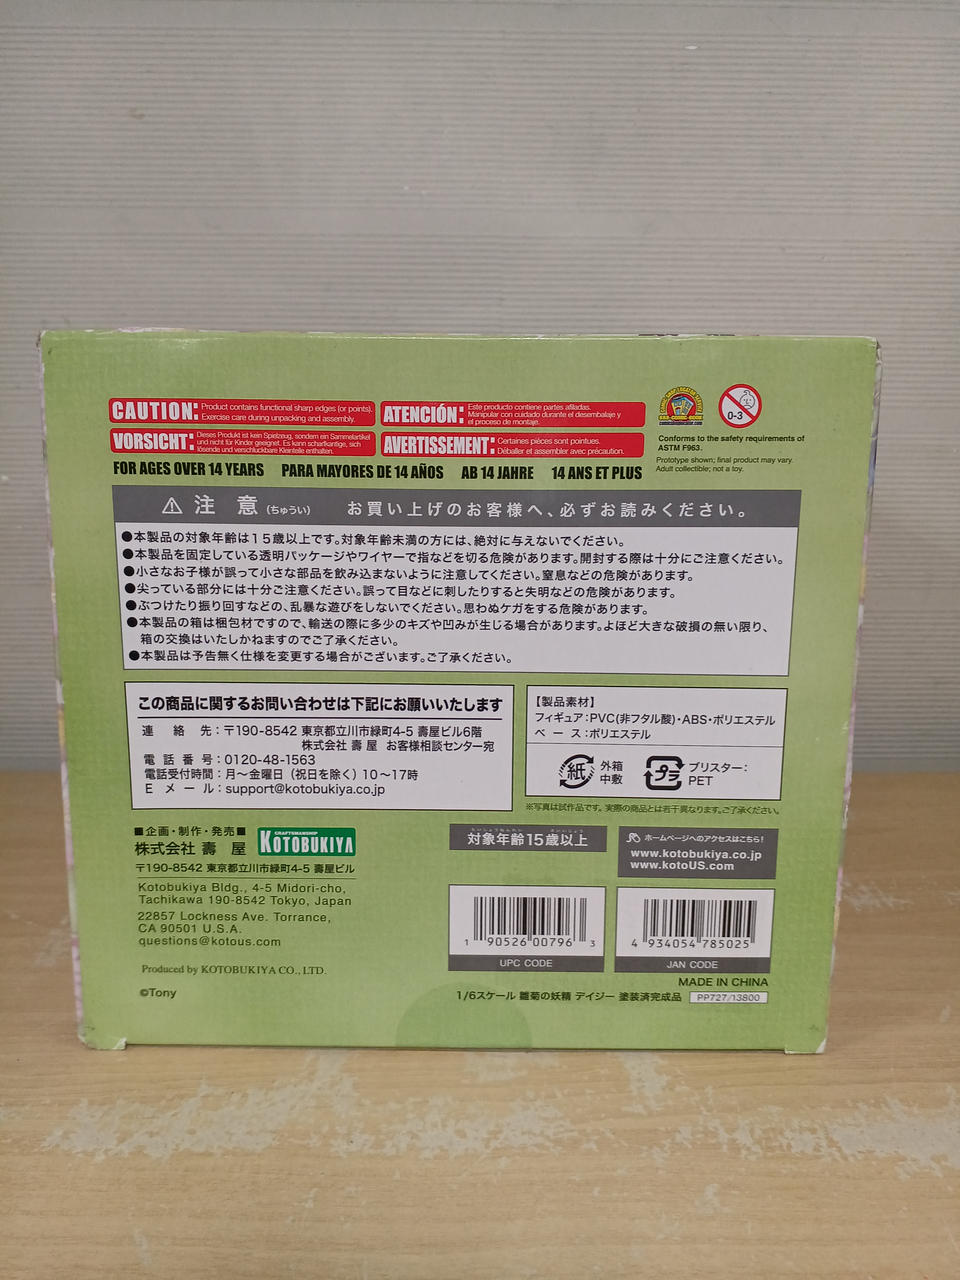 CAUTION: Product contains functional sharp edges (or points).
Exercise care during unpacking and assembly.
ATENCIÓN: Este producto contiene partes afiladas.
Manipular con cuidado durante el desembalaje y
el proceso de montaje.
VORSICHT: Dieses Produkt ist kein Spielzeug, sondern ein Sammelartikel
und nicht für Kinder geeignet. Es kann scharfkantige, sich
lösende und verschluckbare Kleinteile enthalten.
AVERTISSEMENT: Certaines pièces sont pointues.
Déballer et assembler avec précaution.
FOR AGES OVER 14 YEARS PARA MAYORES DE 14 AÑOS AB 14 JAHRE 14 ANS ET PLUS
0-3
Conforms to the safety requirements of
ASTM F963.
Prototype shown; final product may vary.
Adult collectible; not a toy.
注意(ちゅうい) お買い上げのお客様へ、必ずお読みください。
●本製品の対象年齢は15歳以上です。対象年齢未満の方には、絶対に与えないでください。
●本製品を固定している透明パッケージやワイヤーで指などを切る危険があります。開封する際は十分にご注意ください。
●小さなお子様が誤って小さな部品を飲み込まないように注意してください。窒息などの危険があります。
●尖っている部分には十分ご注意ください。誤って目などに刺したりすると失明などの危険があります。
●ぶつけたり振り回すなどの、乱暴な遊びをしないでください。思わぬケガをする危険があります。
●本製品の箱は梱包材ですので、輸送の際に多少のキズや凹みが生じる場合があります。よほど大きな破損の無い限り、
箱の交換はいたしかねますのでご了承ください。
●本製品は予告無く仕様を変更する場合がございます。ご了承ください。
この商品に関するお問い合わせは下記にお願いいたします
連絡先:〒190-8542 東京都立川市緑町4-5 壽屋ビル6階
株式会社 壽屋 お客様相談センター宛
電話番号:0120-48-1563
電話受付時間:月~金曜日(祝日を除く)10~17時
Eメール:support@kotobukiya.co.jp
【製品素材】
フィギュア:PVC(非フタル酸)・ABS・ポリエステル
ベース:ポリエステル
紙 外箱
中敷
プラ ブリスター:
PET
※写真は試作品です。実際の商品とは若干異なります。ご了承ください。
■企画・制作・発売■
株式会社 壽屋
CRAFTSMANSHIP
KOTOBUKIYA
〒190-8542 東京都立川市緑町4-5 壽屋ビル
Kotobukiya Bldg., 4-5 Midori-cho,
Tachikawa 190-8542 Tokyo, Japan
22857 Lockness Ave. Torrance,
CA 90501 U.S.A.
questions@kotous.com
Produced by KOTOBUKIYA CO., LTD.
©Tony
対象年齢15歳以上
ホームページへのアクセスはこちら!
www.kotobukiya.co.jp
www.kotoUS.com
1 90526 00796 3
UPC CODE
4 934054 785025
JAN CODE
MADE IN CHINA
1/6スケール 雛菊の妖精 デイジー 塗装済完成品 PP727/13800